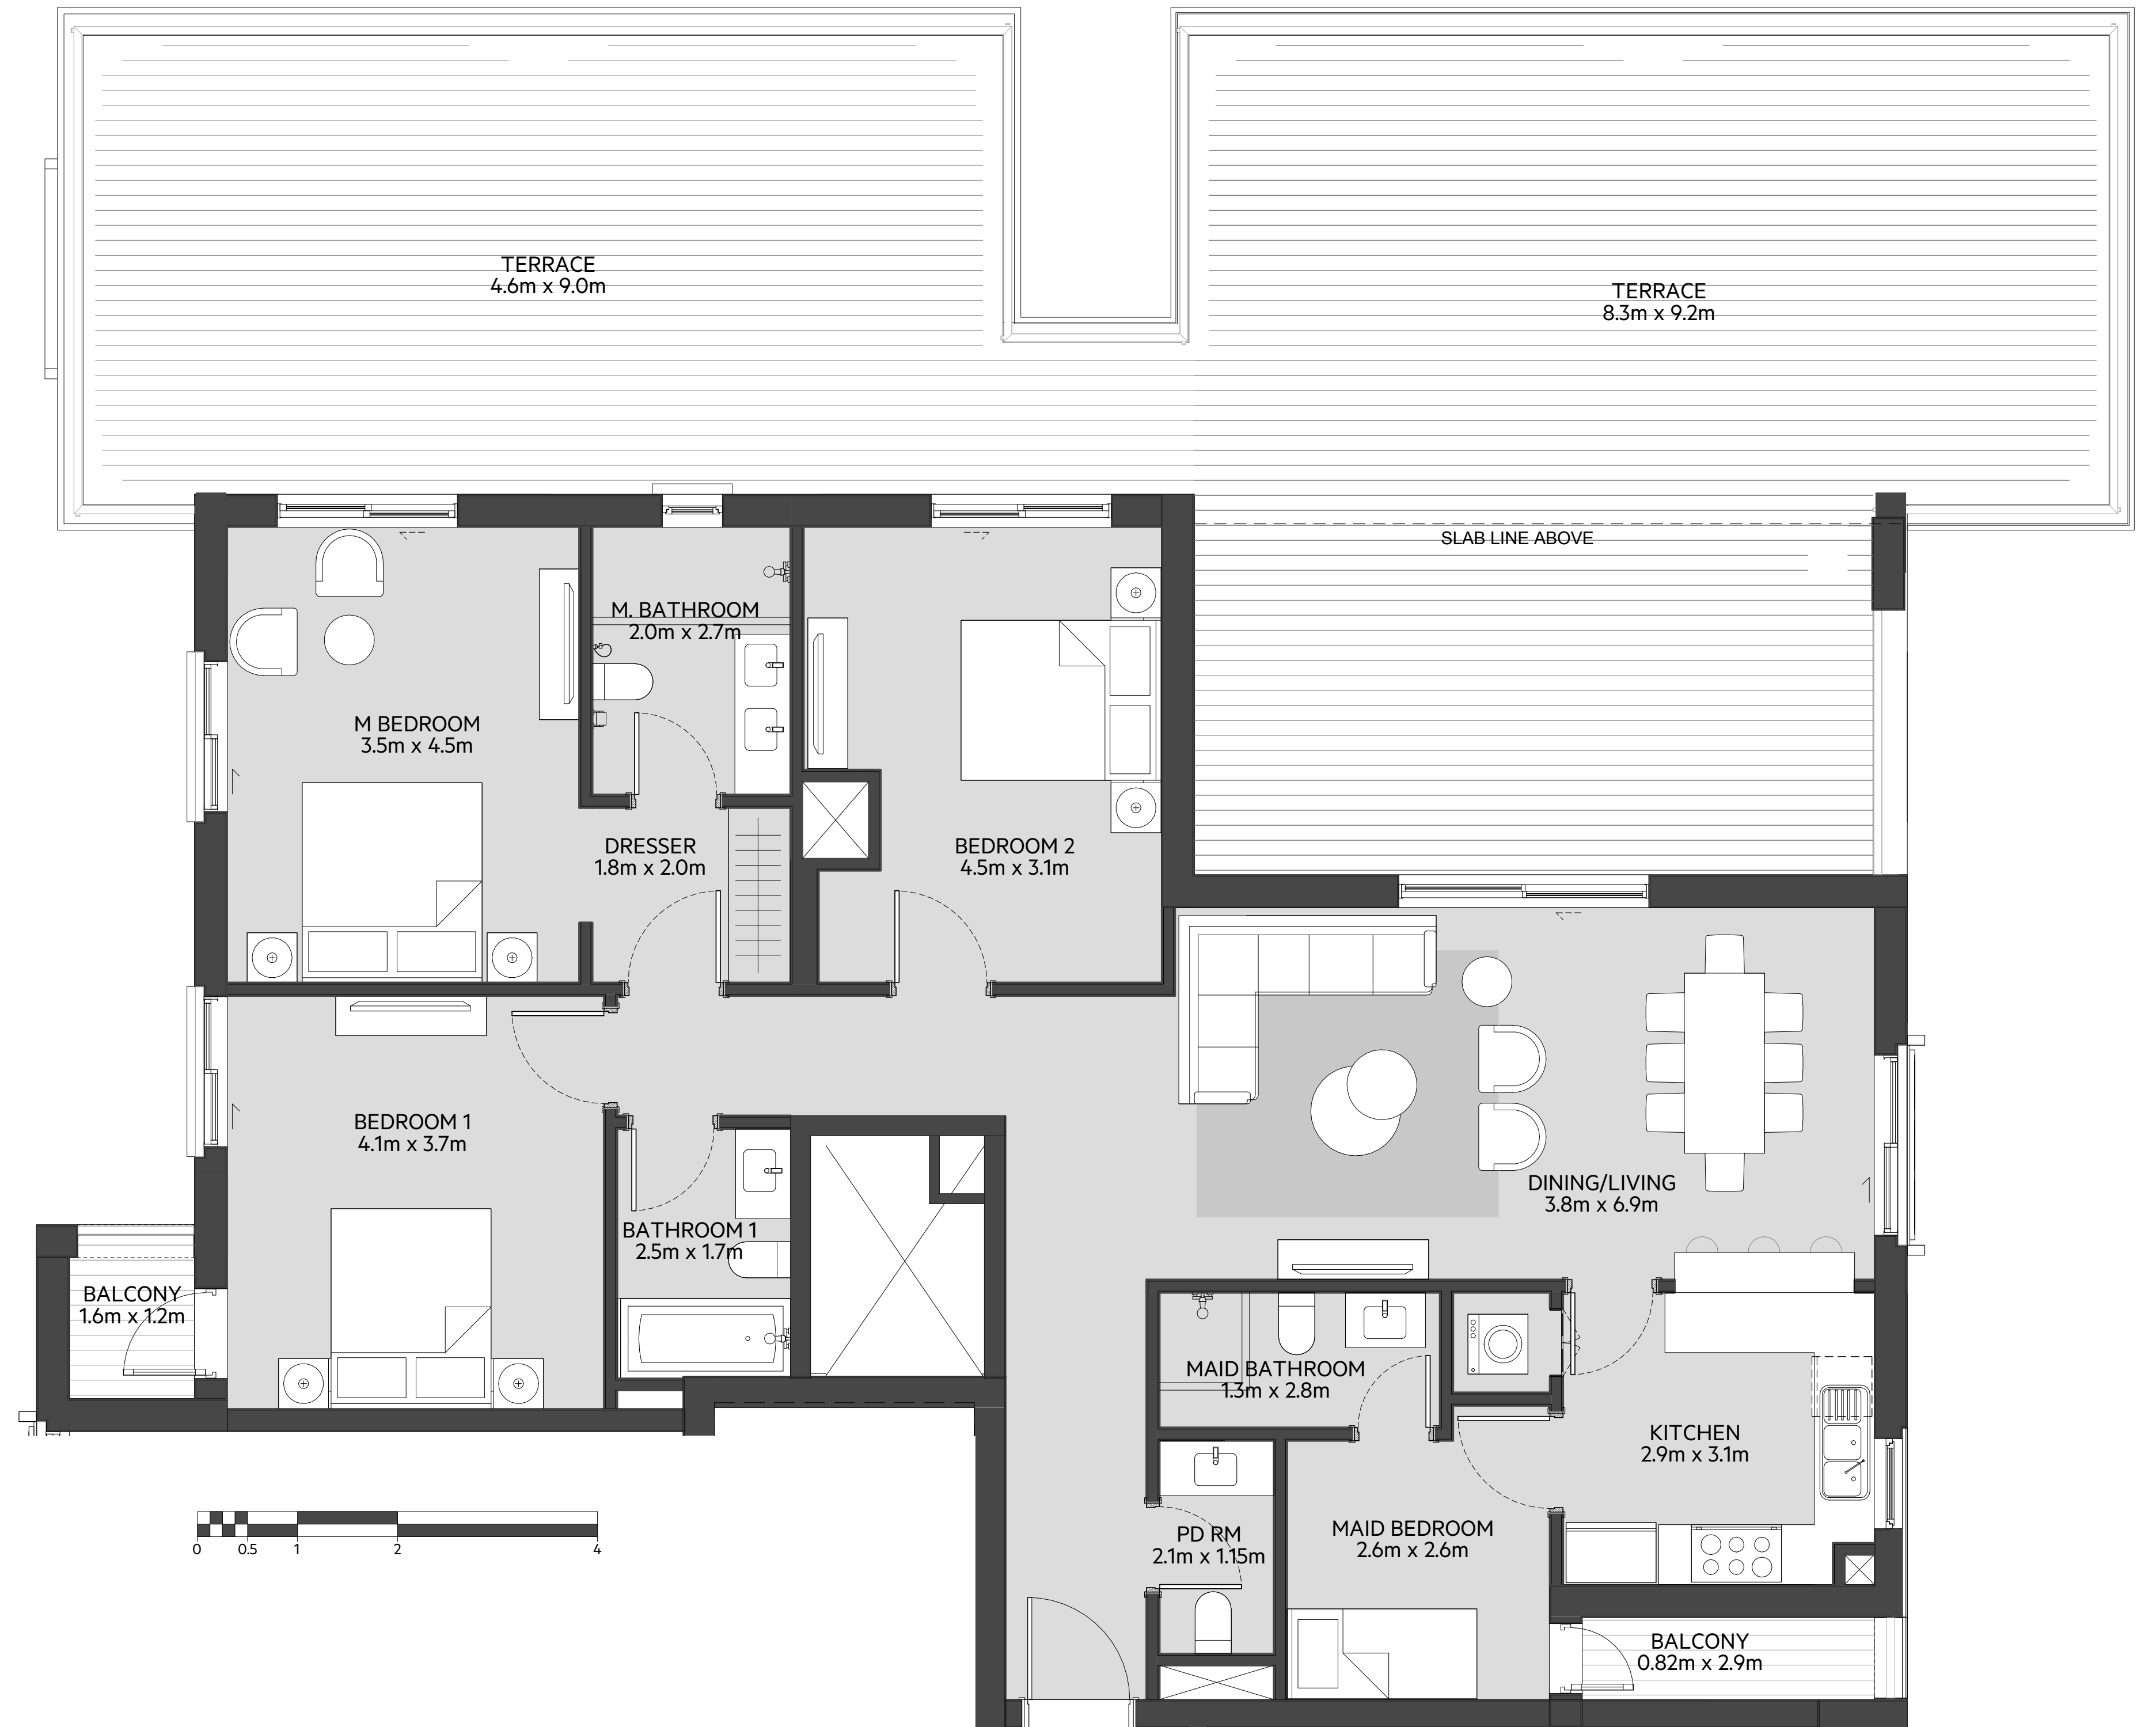 TERRACE
4.6m x 9.0m
TERRACE
8.3m x 9.2m
SLAB LINE ABOVE
M. BATHROOM
2.0m x 2.7m
M BEDROOM
3.5m x 4.5m
DRESSER
1.8m x 2.0m
BEDROOM 2
4.5m x 3.1m
BEDROOM 1
4.1m x 3.7m
BATHROOM 1
2.5m x 1.7m
DINING/LIVING
3.8m x 6.9m
BALCONY
1.6m x 1.2m
MAID BATHROOM
1.3m x 2.8m
KITCHEN
2.9m x 3.1m
PD RM
2.1m x 1.15m
MAID BEDROOM
2.6m x 2.6m
BALCONY
0.82m x 2.9m
0 0.5 1 2 4